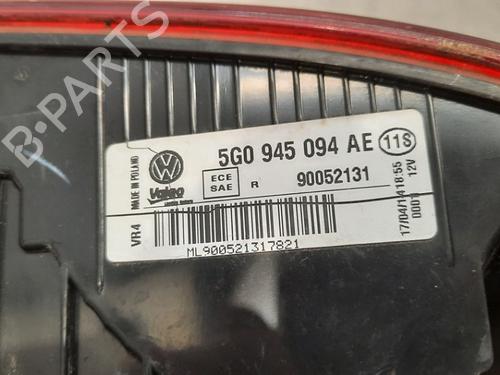 B-PARTS
MADE IN POLAND
Valeo
5G0 945 094 AE
11S
ECE
SAE
R
90052131
VR4
ML900521317821
17/04/14 18:55
12V